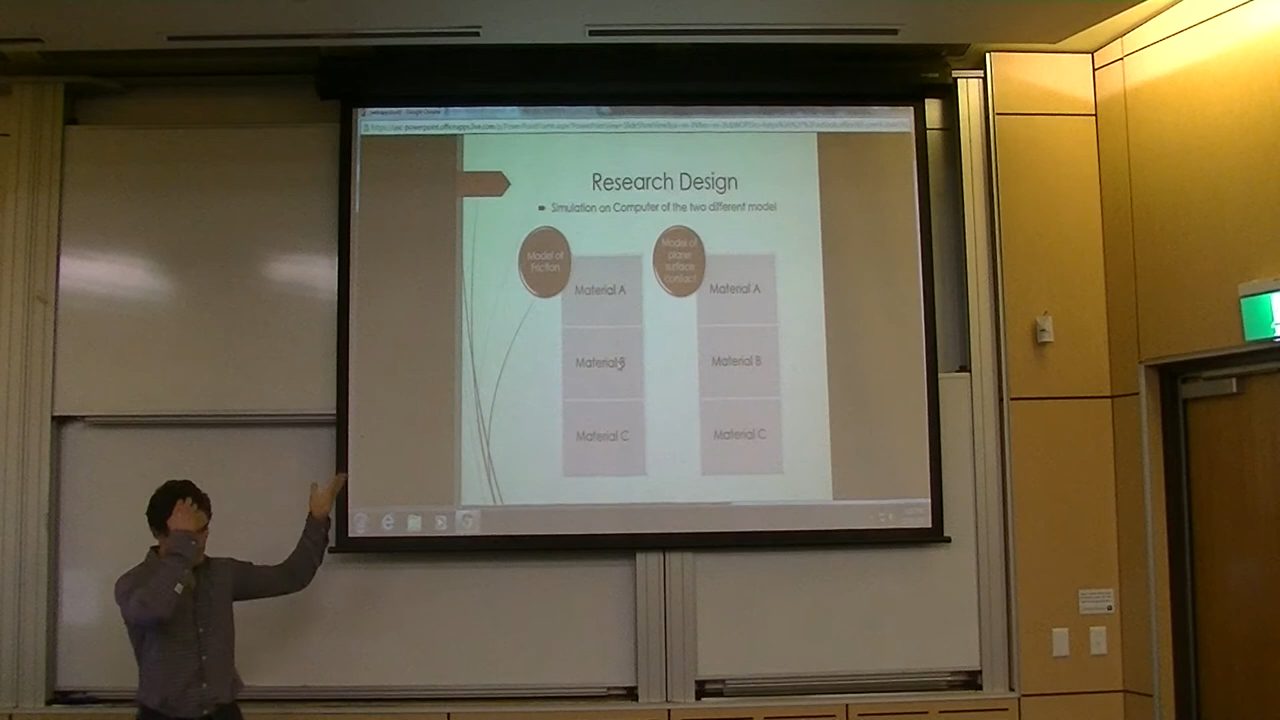 Research Design
Simulation on Computer of the two different model
Model of
Friction
Material A
Material B
Material C
Model of
plane
surface
contact
Material A
Material B
Material C